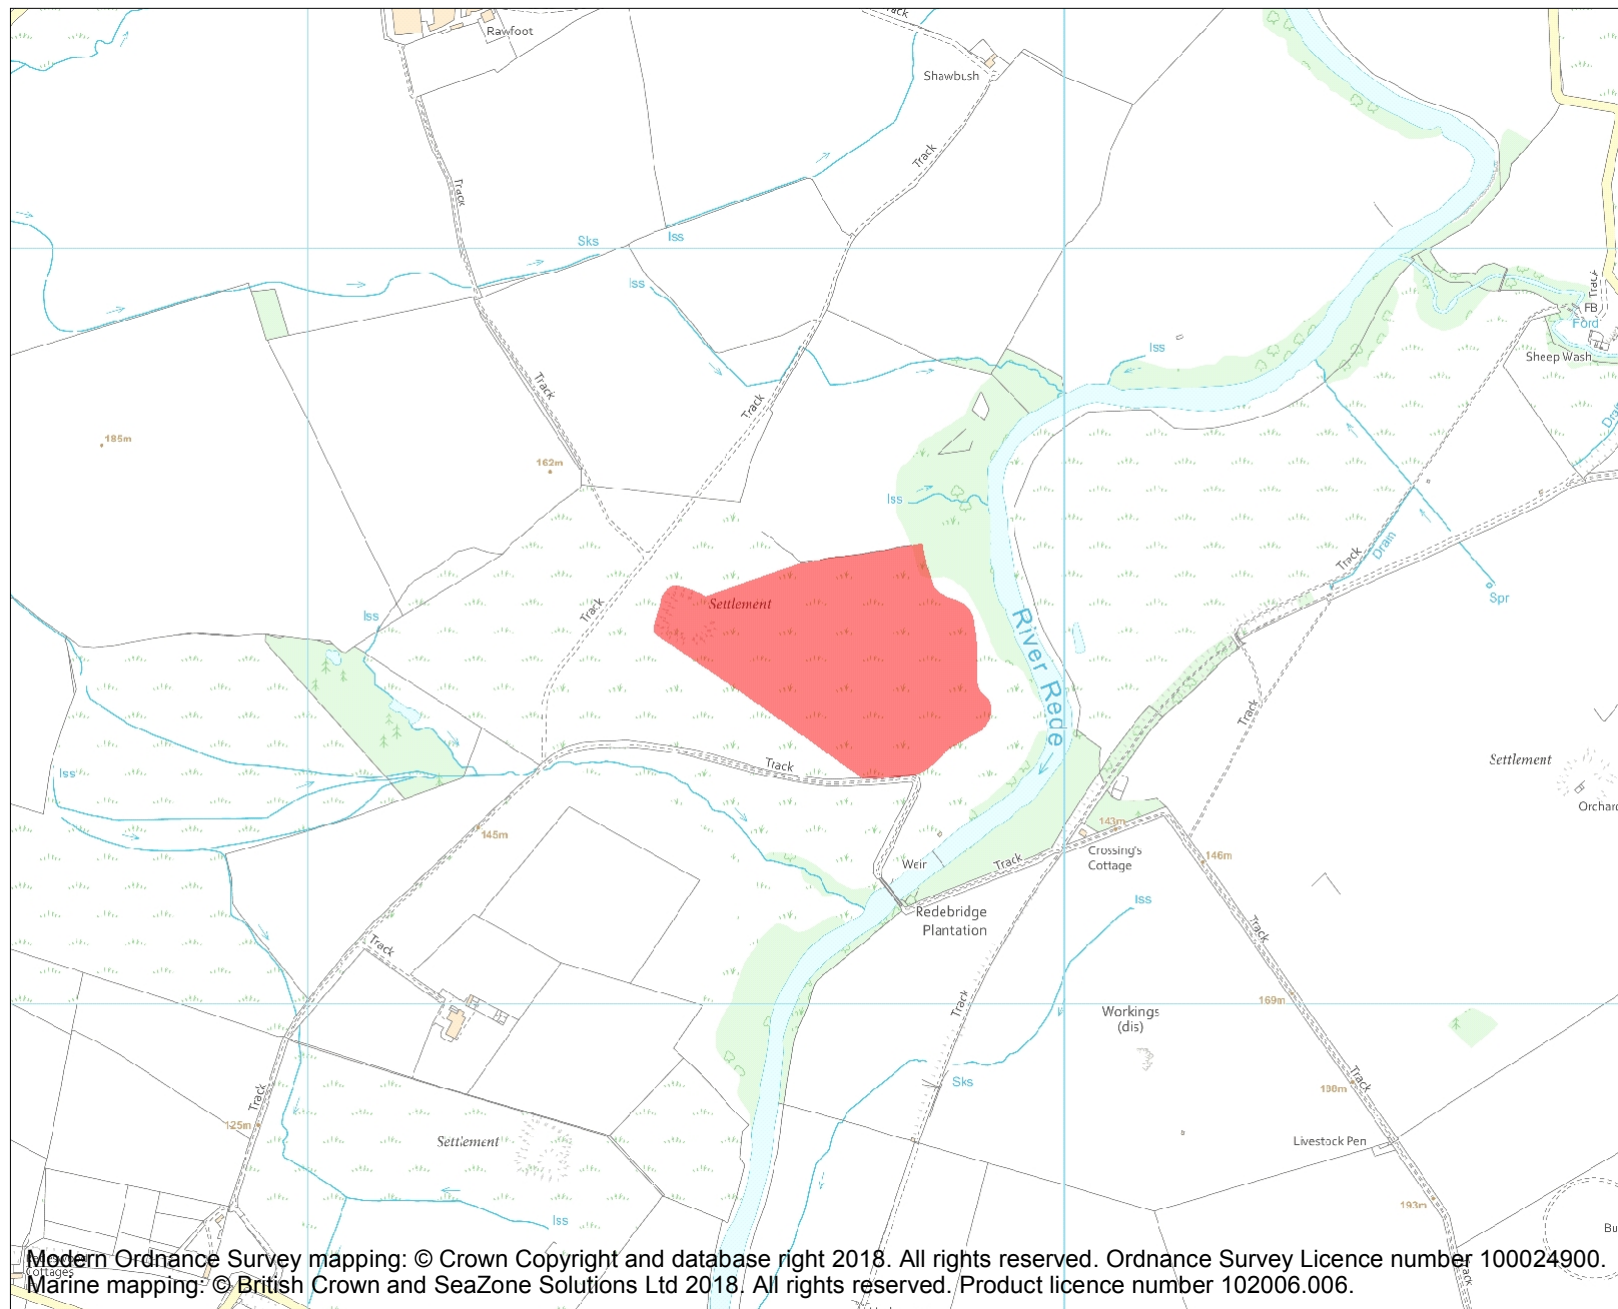 Track
Rawfoot
Shawbush
Track
Track
Sks
Iss
Iss
Track
FB
Ford
Sheep Wash
Iss
Track
Track
185m
162m
Iss
Drain
Track
Spr
Settlement
Track
Iss
River Rede
Track
Settlement
Orchard
Iss
Track
145m
143m
Crossing's
Cottage
146m
Weir
Track
Iss
Redebridge
Plantation
Track
Track
Track
169m
Workings
(dis)
Sks
Track
Track
125m
Settlement
Livestock Pen
193m
Iss
Track
Cottages
Modern Ordnance Survey mapping: © Crown Copyright and database right 2018. All rights reserved. Ordnance Survey Licence number 100024900.
Marine mapping: © British Crown and SeaZone Solutions Ltd 2018. All rights reserved. Product licence number 102006.006.